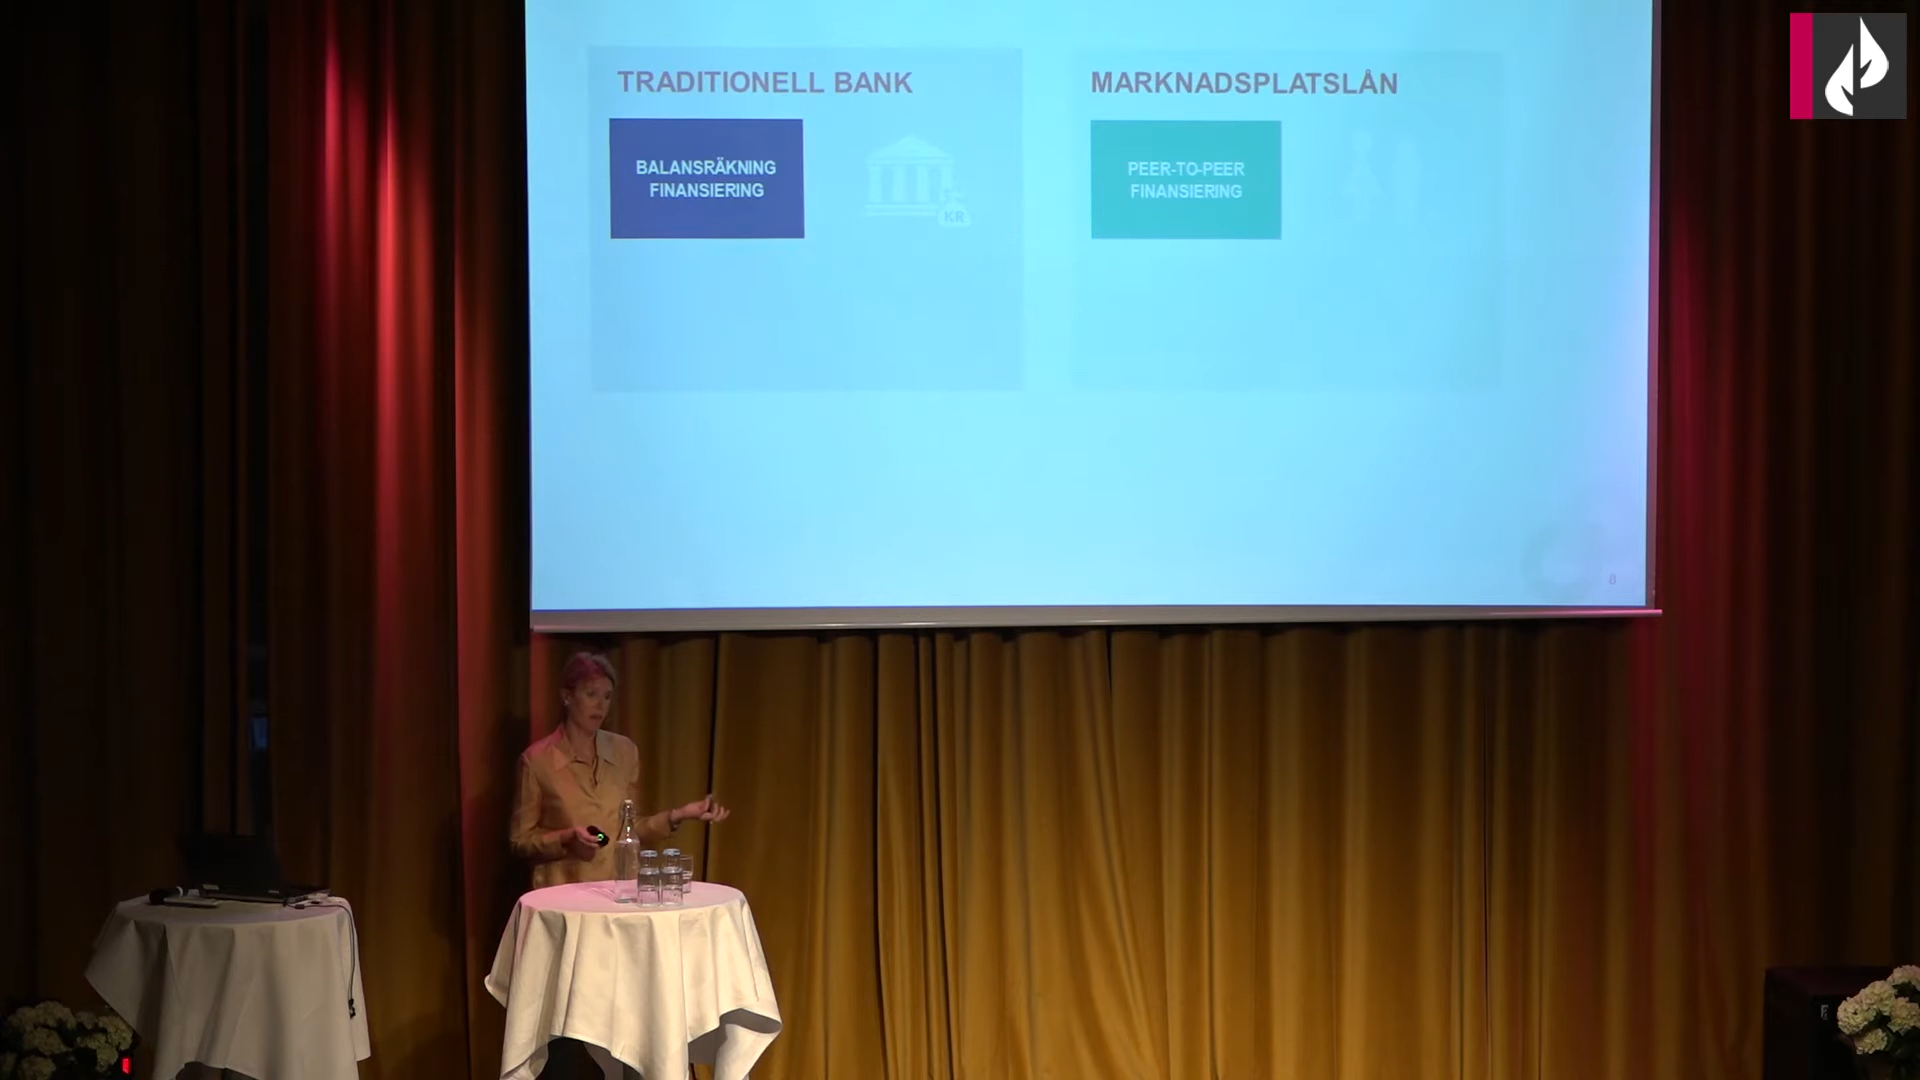 TRADITIONELL BANK
BALANSRÄKNING
FINANSIERING
KR
MARKNADSPLATSLÅN
PEER-TO-PEER
FINANSIERING
8